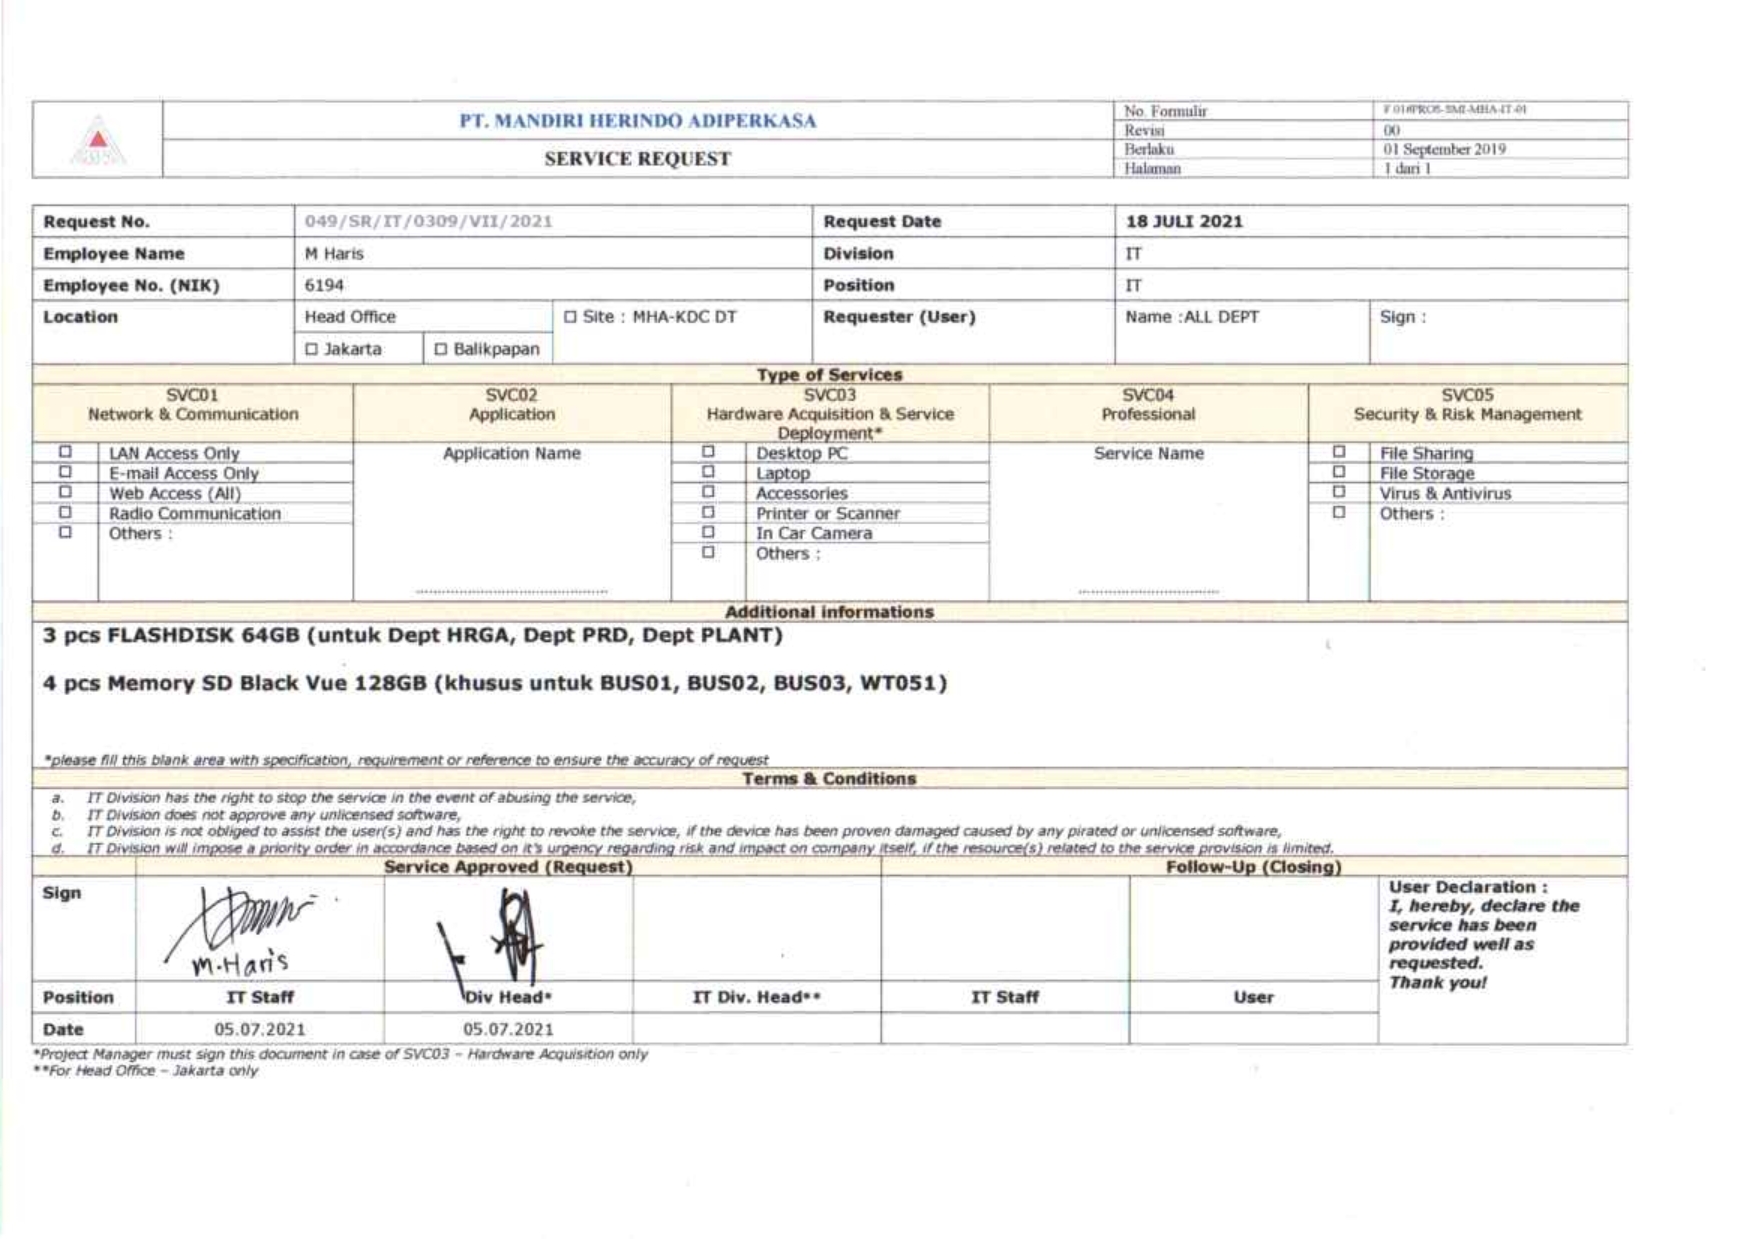 PT. MANDIRI HERINDO ADIPERKASA
SERVICE REQUEST
No. Formulir
Revisi 00
Berlaku 01 September 2019
Halaman 1 dari 1
Request No. 049/SR/IT/0309/VII/2021 Request Date 18 JULI 2021
Employee Name M Haris Division IT
Employee No. (NIK) 6194 Position IT
Location Head Office ☐ Site : MHA-KDC DT Requester (User) Name :ALL DEPT Sign :
☐ Jakarta ☐ Balikpapan
Type of Services
SVC01 SVC02 SVC03 SVC04 SVC05
Network & Communication Application Hardware Acquisition & Service Professional Security & Risk Management
Deployment*
☐ LAN Access Only Application Name ☐ Desktop PC Service Name ☐ File Sharing
☐ E-mail Access Only ☐ Laptop ☐ File Storage
☐ Web Access (All) ☐ Accessories ☐ Virus & Antivirus
☐ Radio Communication ☐ Printer or Scanner ☐ Others :
☐ Others : ☐ In Car Camera
☐ Others :
Additional informations
3 pcs FLASHDISK 64GB (untuk Dept HRGA, Dept PRD, Dept PLANT)
4 pcs Memory SD Black Vue 128GB (khusus untuk BUS01, BUS02, BUS03, WT051)
*please fill this blank area with specification, requirement or reference to ensure the accuracy of request
Terms & Conditions
a. IT Division has the right to stop the service in the event of abusing the service,
b. IT Division does not approve any unlicensed software,
c. IT Division is not obliged to assist the user(s) and has the right to revoke the service, if the device has been proven damaged caused by any pirated or unlicensed software,
d. IT Division will impose a priority order in accordance based on it's urgency regarding risk and impact on company itself, if the resource(s) related to the service provision is limited.
Service Approved (Request) Follow-Up (Closing)
Sign
M.Haris
User Declaration :
I, hereby, declare the
service has been
provided well as
requested.
Thank you!
Position IT Staff Div Head* IT Div. Head** IT Staff User
Date 05.07.2021 05.07.2021
*Project Manager must sign this document in case of SVC03 – Hardware Acquisition only
**For Head Office – Jakarta only